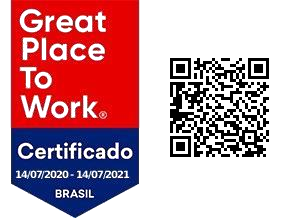 Great
Place
To
Work®
Certificado
14/07/2020 - 14/07/2021
BRASIL